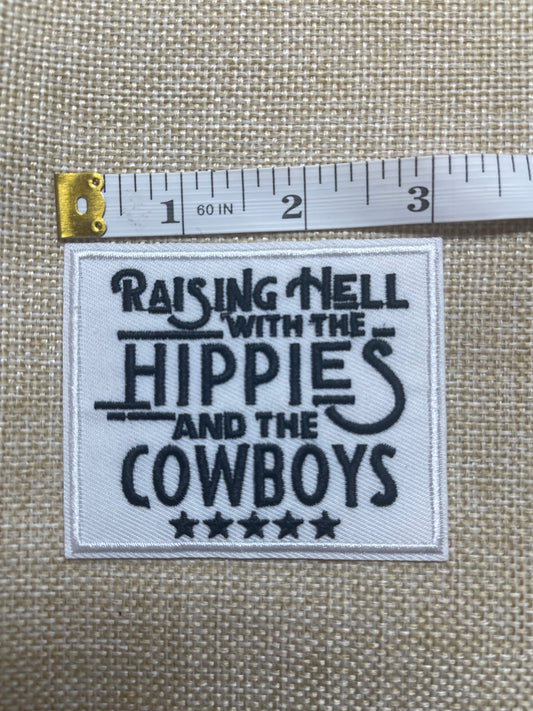 1 60 IN 2 3
RAISING HELL
WITH THE
HIPPIES
AND THE
COWBOYS